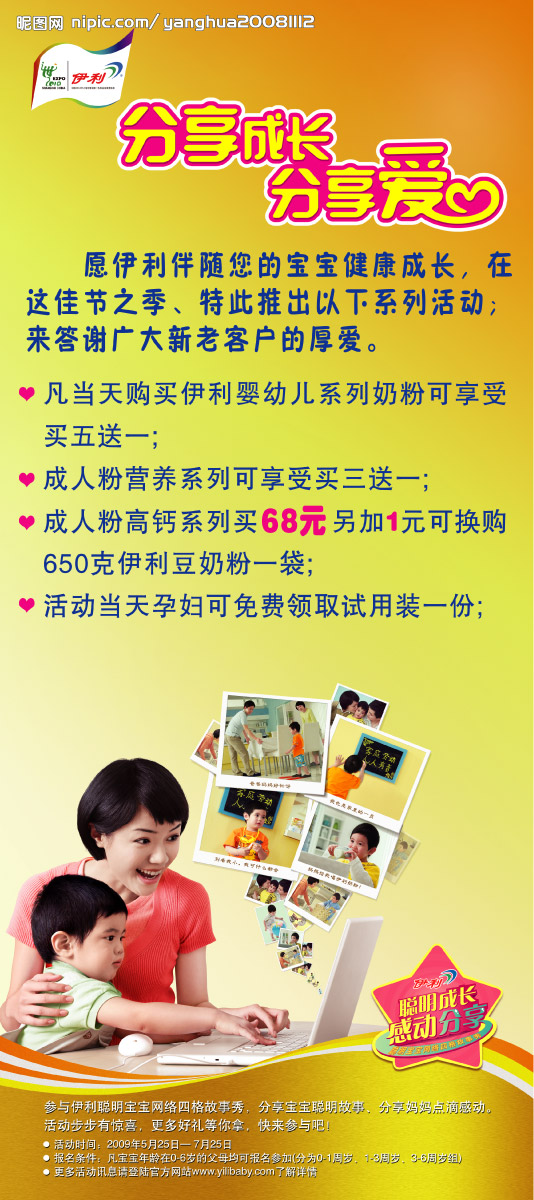 昵图网 nipic.com/yanghua20081112
EXPO
伊利
分享成长
分享爱
愿伊利伴随您的宝宝健康成长，在
这佳节之季、特此推出以下系列活动；
来答谢广大新老客户的厚爱。
凡当天购买伊利婴幼儿系列奶粉可享受
买五送一；
成人粉营养系列可享受买三送一；
成人粉高钙系列买68元另加1元可换购
650克伊利豆奶粉一袋；
活动当天孕妇可免费领取试用装一份；
伊利
聪明成长
感动分享
参与伊利聪明宝宝网络四格故事秀，分享宝宝聪明故事、分享妈妈点滴感动。
活动步步有惊喜，更多好礼等你拿，快来参与吧！
● 活动时间：2009年5月25日—7月25日
● 报名条件：凡宝宝年龄在0-6岁的父母均可报名参加(分为0-1周岁、1-3周岁、3-6周岁组)
● 更多活动讯息请登陆官方网站www.yilibaby.com了解详情